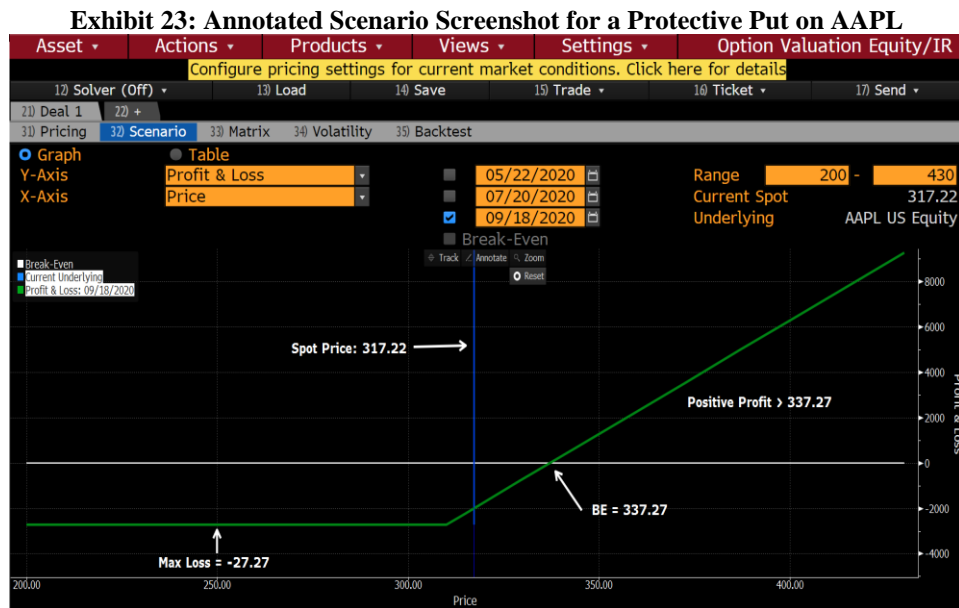 Exhibit 23: Annotated Scenario Screenshot for a Protective Put on AAPL
Asset Actions Products Views Settings Option Valuation Equity/IR
Configure pricing settings for current market conditions. Click here for details
12) Solver (Off) 13) Load 14) Save 15) Trade 16) Ticket 17) Send
21) Deal 1 22) +
31) Pricing 32) Scenario 33) Matrix 34) Volatility 35) Backtest
Graph Table
Y-Axis Profit & Loss 05/22/2020 Range 200 - 430
X-Axis Price 07/20/2020 Current Spot 317.22
09/18/2020 Underlying AAPL US Equity
Break-Even
Track Annotate Zoom
Reset
Break-Even
Current Underlying
Profit & Loss: 09/18/2020
8000
6000
Spot Price: 317.22
4000
Positive Profit > 337.27
2000
Profit & Loss
0
BE = 337.27
-2000
-4000
Max Loss = -27.27
200.00 250.00 300.00 350.00 400.00
Price